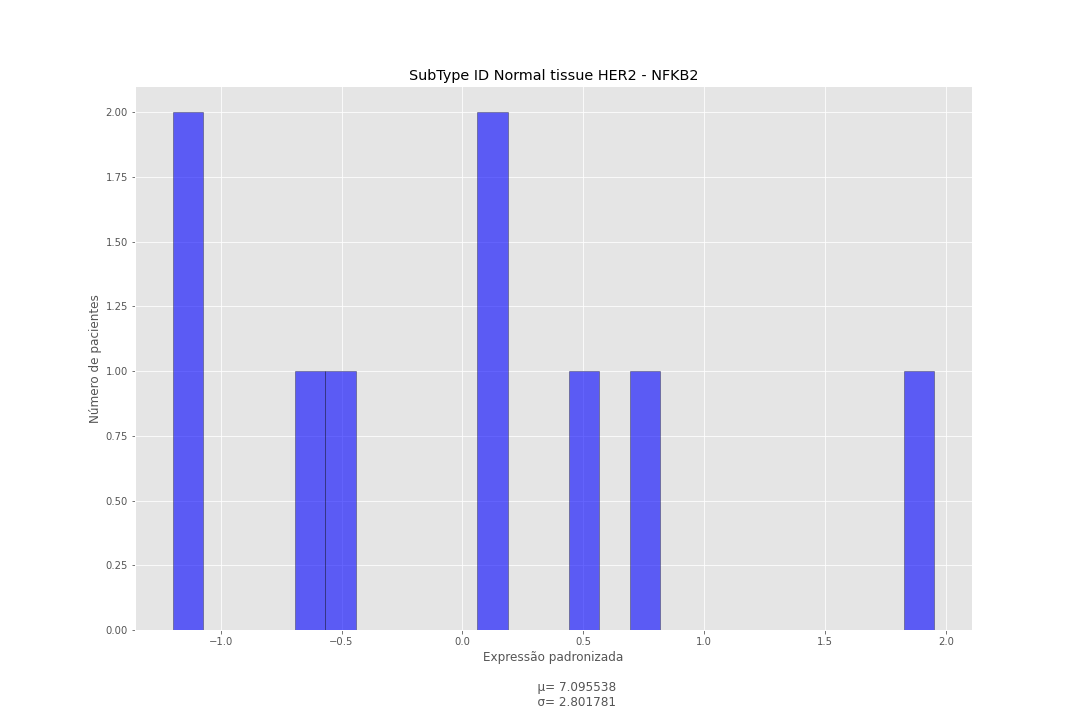 SubType ID Normal tissue HER2 - NFKB2
Número de pacientes
2.00
1.75
1.50
1.25
1.00
0.75
0.50
0.25
0.00
−1.0 −0.5 0.0 0.5 1.0 1.5 2.0
Expressão padronizada
μ= 7.095538
σ= 2.801781